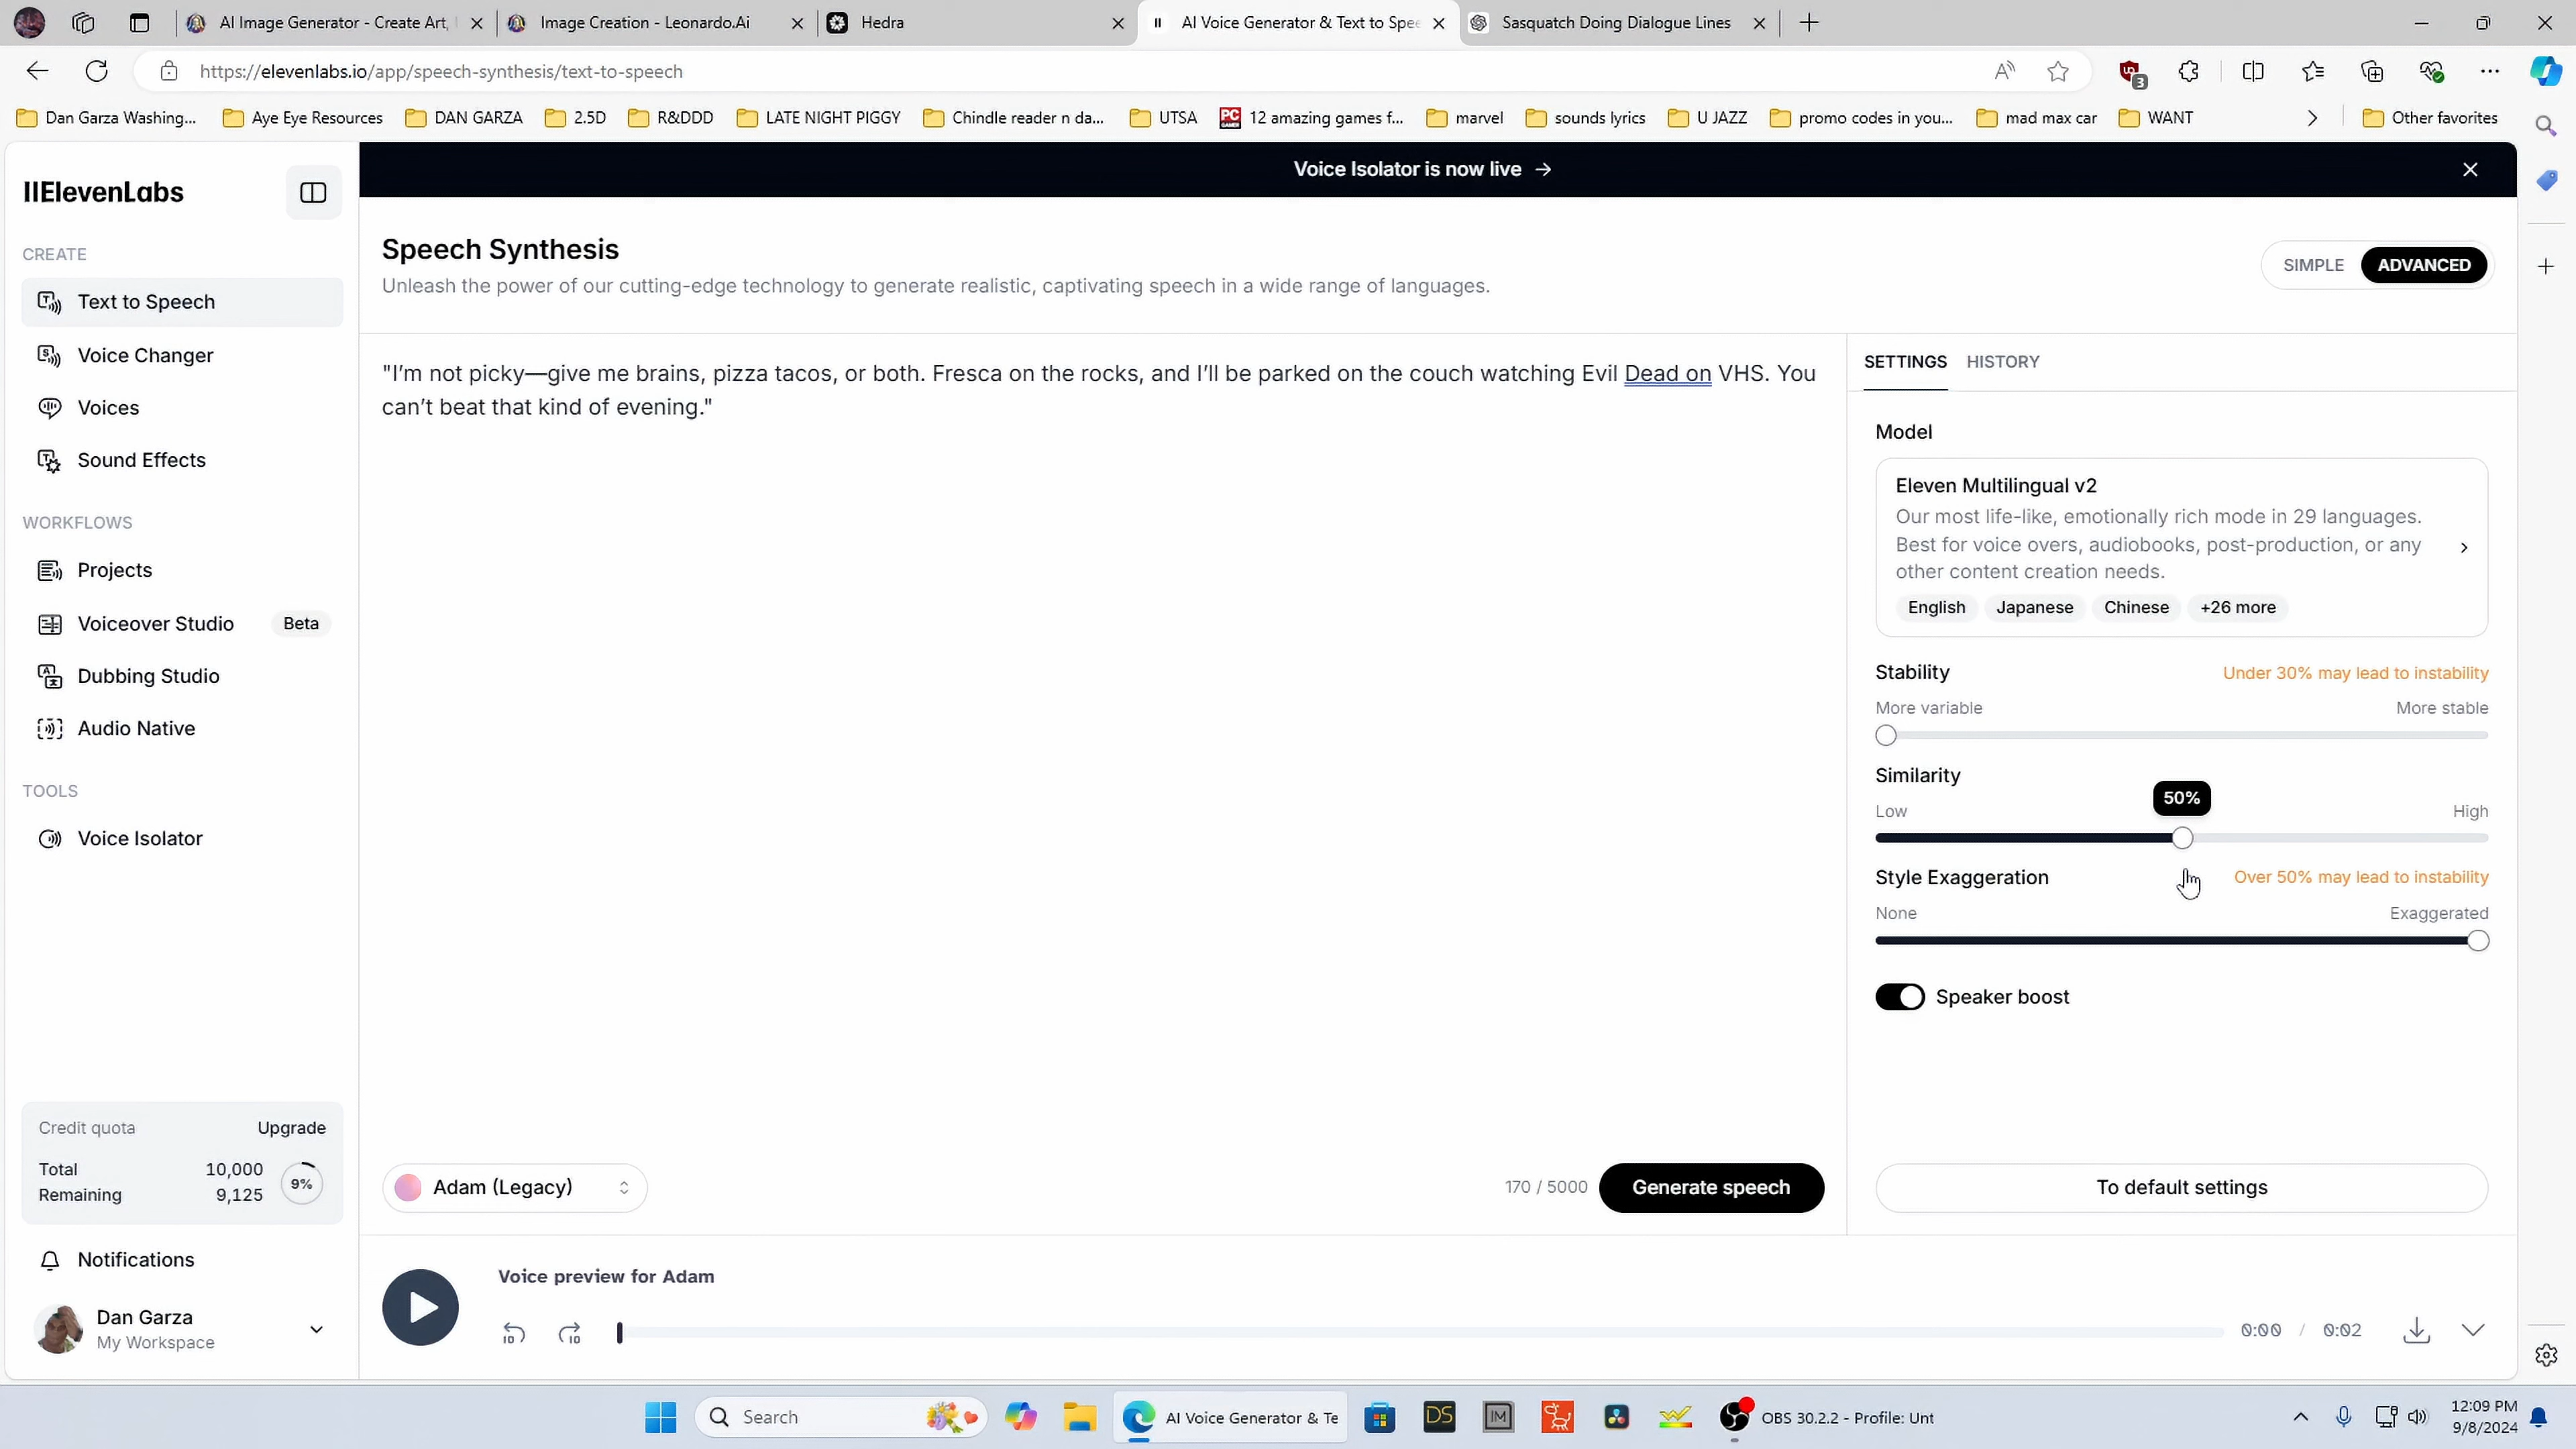 AI Image Generator - Create Art,
Image Creation - Leonardo.Ai
Hedra
AI Voice Generator & Text to Spee
Sasquatch Doing Dialogue Lines
https://elevenlabs.io/app/speech-synthesis/text-to-speech
3
Dan Garza Washing...
Aye Eye Resources
DAN GARZA
2.5D
R&DDD
LATE NIGHT PIGGY
Chindle reader n da...
UTSA
12 amazing games f...
marvel
sounds lyrics
U JAZZ
promo codes in you...
mad max car
WANT
Other favorites
IIElevenLabs
Voice Isolator is now live →
CREATE
Text to Speech
Voice Changer
Voices
Sound Effects
WORKFLOWS
Projects
Voiceover Studio Beta
Dubbing Studio
Audio Native
TOOLS
Voice Isolator
Credit quota Upgrade
Total 10,000
Remaining 9,125
9%
Notifications
Dan Garza
My Workspace
Speech Synthesis
Unleash the power of our cutting-edge technology to generate realistic, captivating speech in a wide range of languages.
SIMPLE ADVANCED
"I’m not picky—give me brains, pizza tacos, or both. Fresca on the rocks, and I’ll be parked on the couch watching Evil Dead on VHS. You
can’t beat that kind of evening."
Adam (Legacy)
170 / 5000
Generate speech
SETTINGS HISTORY
Model
Eleven Multilingual v2
Our most life-like, emotionally rich mode in 29 languages.
Best for voice overs, audiobooks, post-production, or any
other content creation needs.
English Japanese Chinese +26 more
Stability Under 30% may lead to instability
More variable More stable
Similarity
50%
Low High
Style Exaggeration Over 50% may lead to instability
None Exaggerated
Speaker boost
To default settings
Voice preview for Adam
10 10
0:00 / 0:02
Search
DS
IM
AI Voice Generator & Te
OBS 30.2.2 - Profile: Unt
12:09 PM
9/8/2024